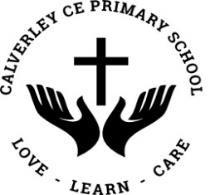 CALVERLEY CE PRIMARY SCHOOL
LOVE - LEARN - CARE